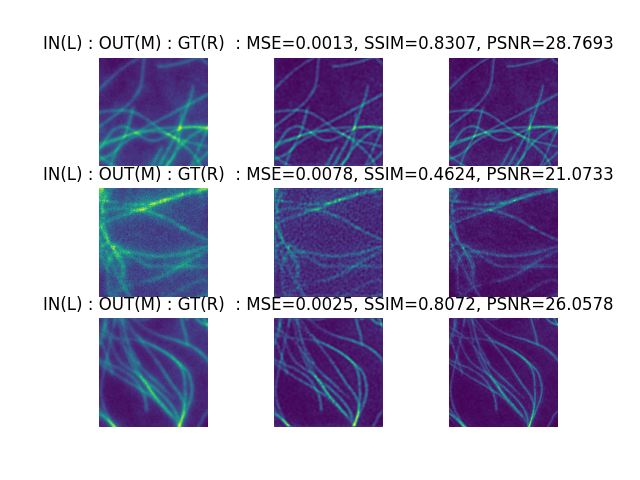 IN(L) : OUT(M) : GT(R)  : MSE=0.0013, SSIM=0.8307, PSNR=28.7693
IN(L) : OUT(M) : GT(R)  : MSE=0.0078, SSIM=0.4624, PSNR=21.0733
IN(L) : OUT(M) : GT(R)  : MSE=0.0025, SSIM=0.8072, PSNR=26.0578